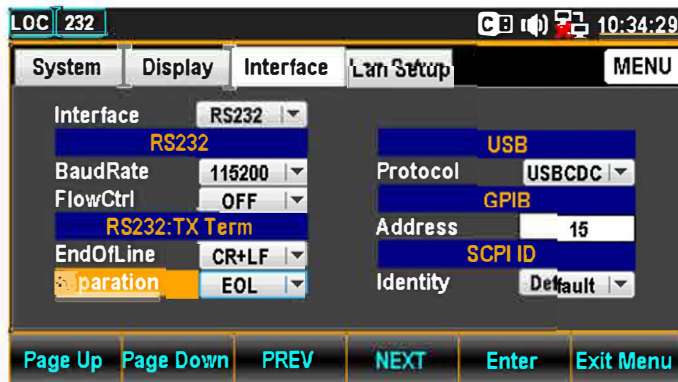 LOC 232 C 10:34:29
System Display Interface Lan Setup MENU
Interface RS232
RS232 USB
BaudRate 115200 Protocol USBCDC
FlowCtrl OFF GPIB
RS232:TX Term Address 15
EndOfLine CR+LF SCPI ID
EOL Identity Default
Page Up Page Down PREV NEXT Enter Exit Menu